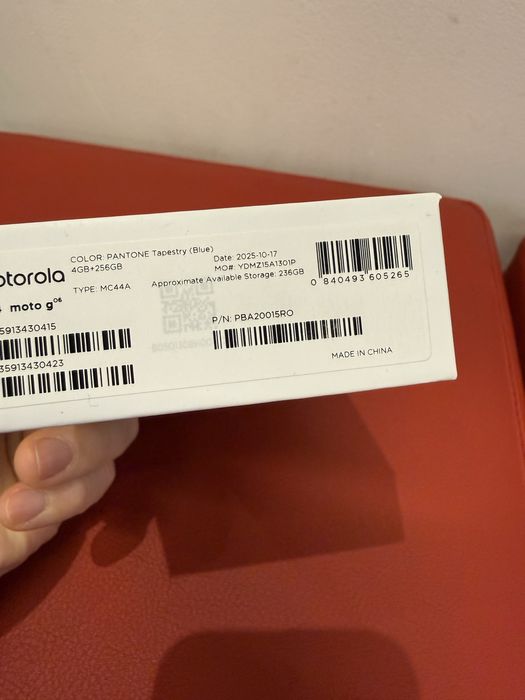 COLOR: PANTONE Tapestry (Blue)
4GB+256GB
Date: 2025-10-17
MO#: YDMZ15A1301P
otorola
TYPE: MC44A
Approximate Available Storage: 236GB
0 840493 605265
moto g06
5913430415
P/N: PBA20015RO
35913430423
MADE IN CHINA